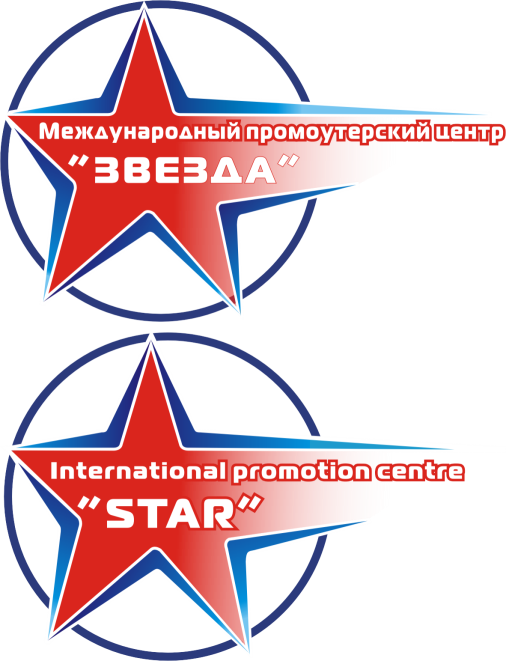 Международный промоутерский центр
"ЗВЕЗДА"
International promotion centre
"STAR"